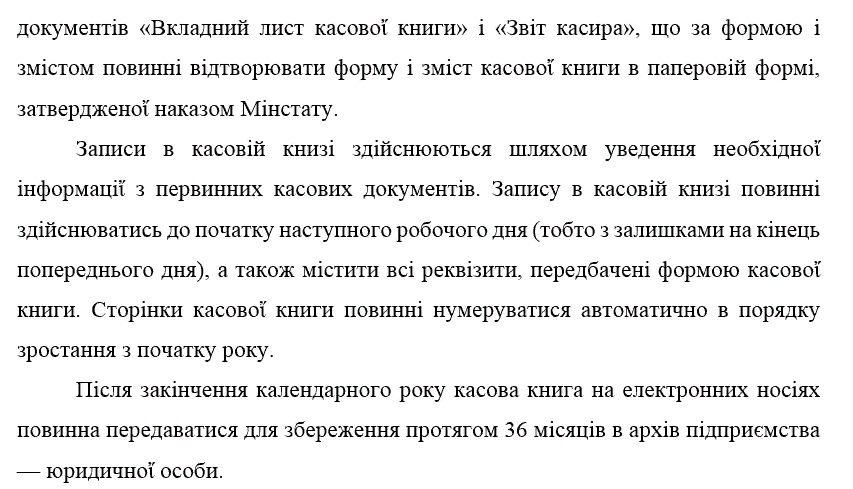 документів «Вкладний лист касової книги» і «Звіт касира», що за формою і
змістом повинні відтворювати форму і зміст касової книги в паперовій формі,
затвердженої наказом Мінстату.
Записи в касовій книзі здійснюються шляхом уведення необхідної
інформації з первинних касових документів. Запису в касовій книзі повинні
здійснюватись до початку наступного робочого дня (тобто з залишками на кінець
попереднього дня), а також містити всі реквізити, передбачені формою касової
книги. Сторінки касової книги повинні нумеруватися автоматично в порядку
зростання з початку року.
Після закінчення календарного року касова книга на електронних носіях
повинна передаватися для збереження протягом 36 місяців в архів підприємства
— юридичної особи.